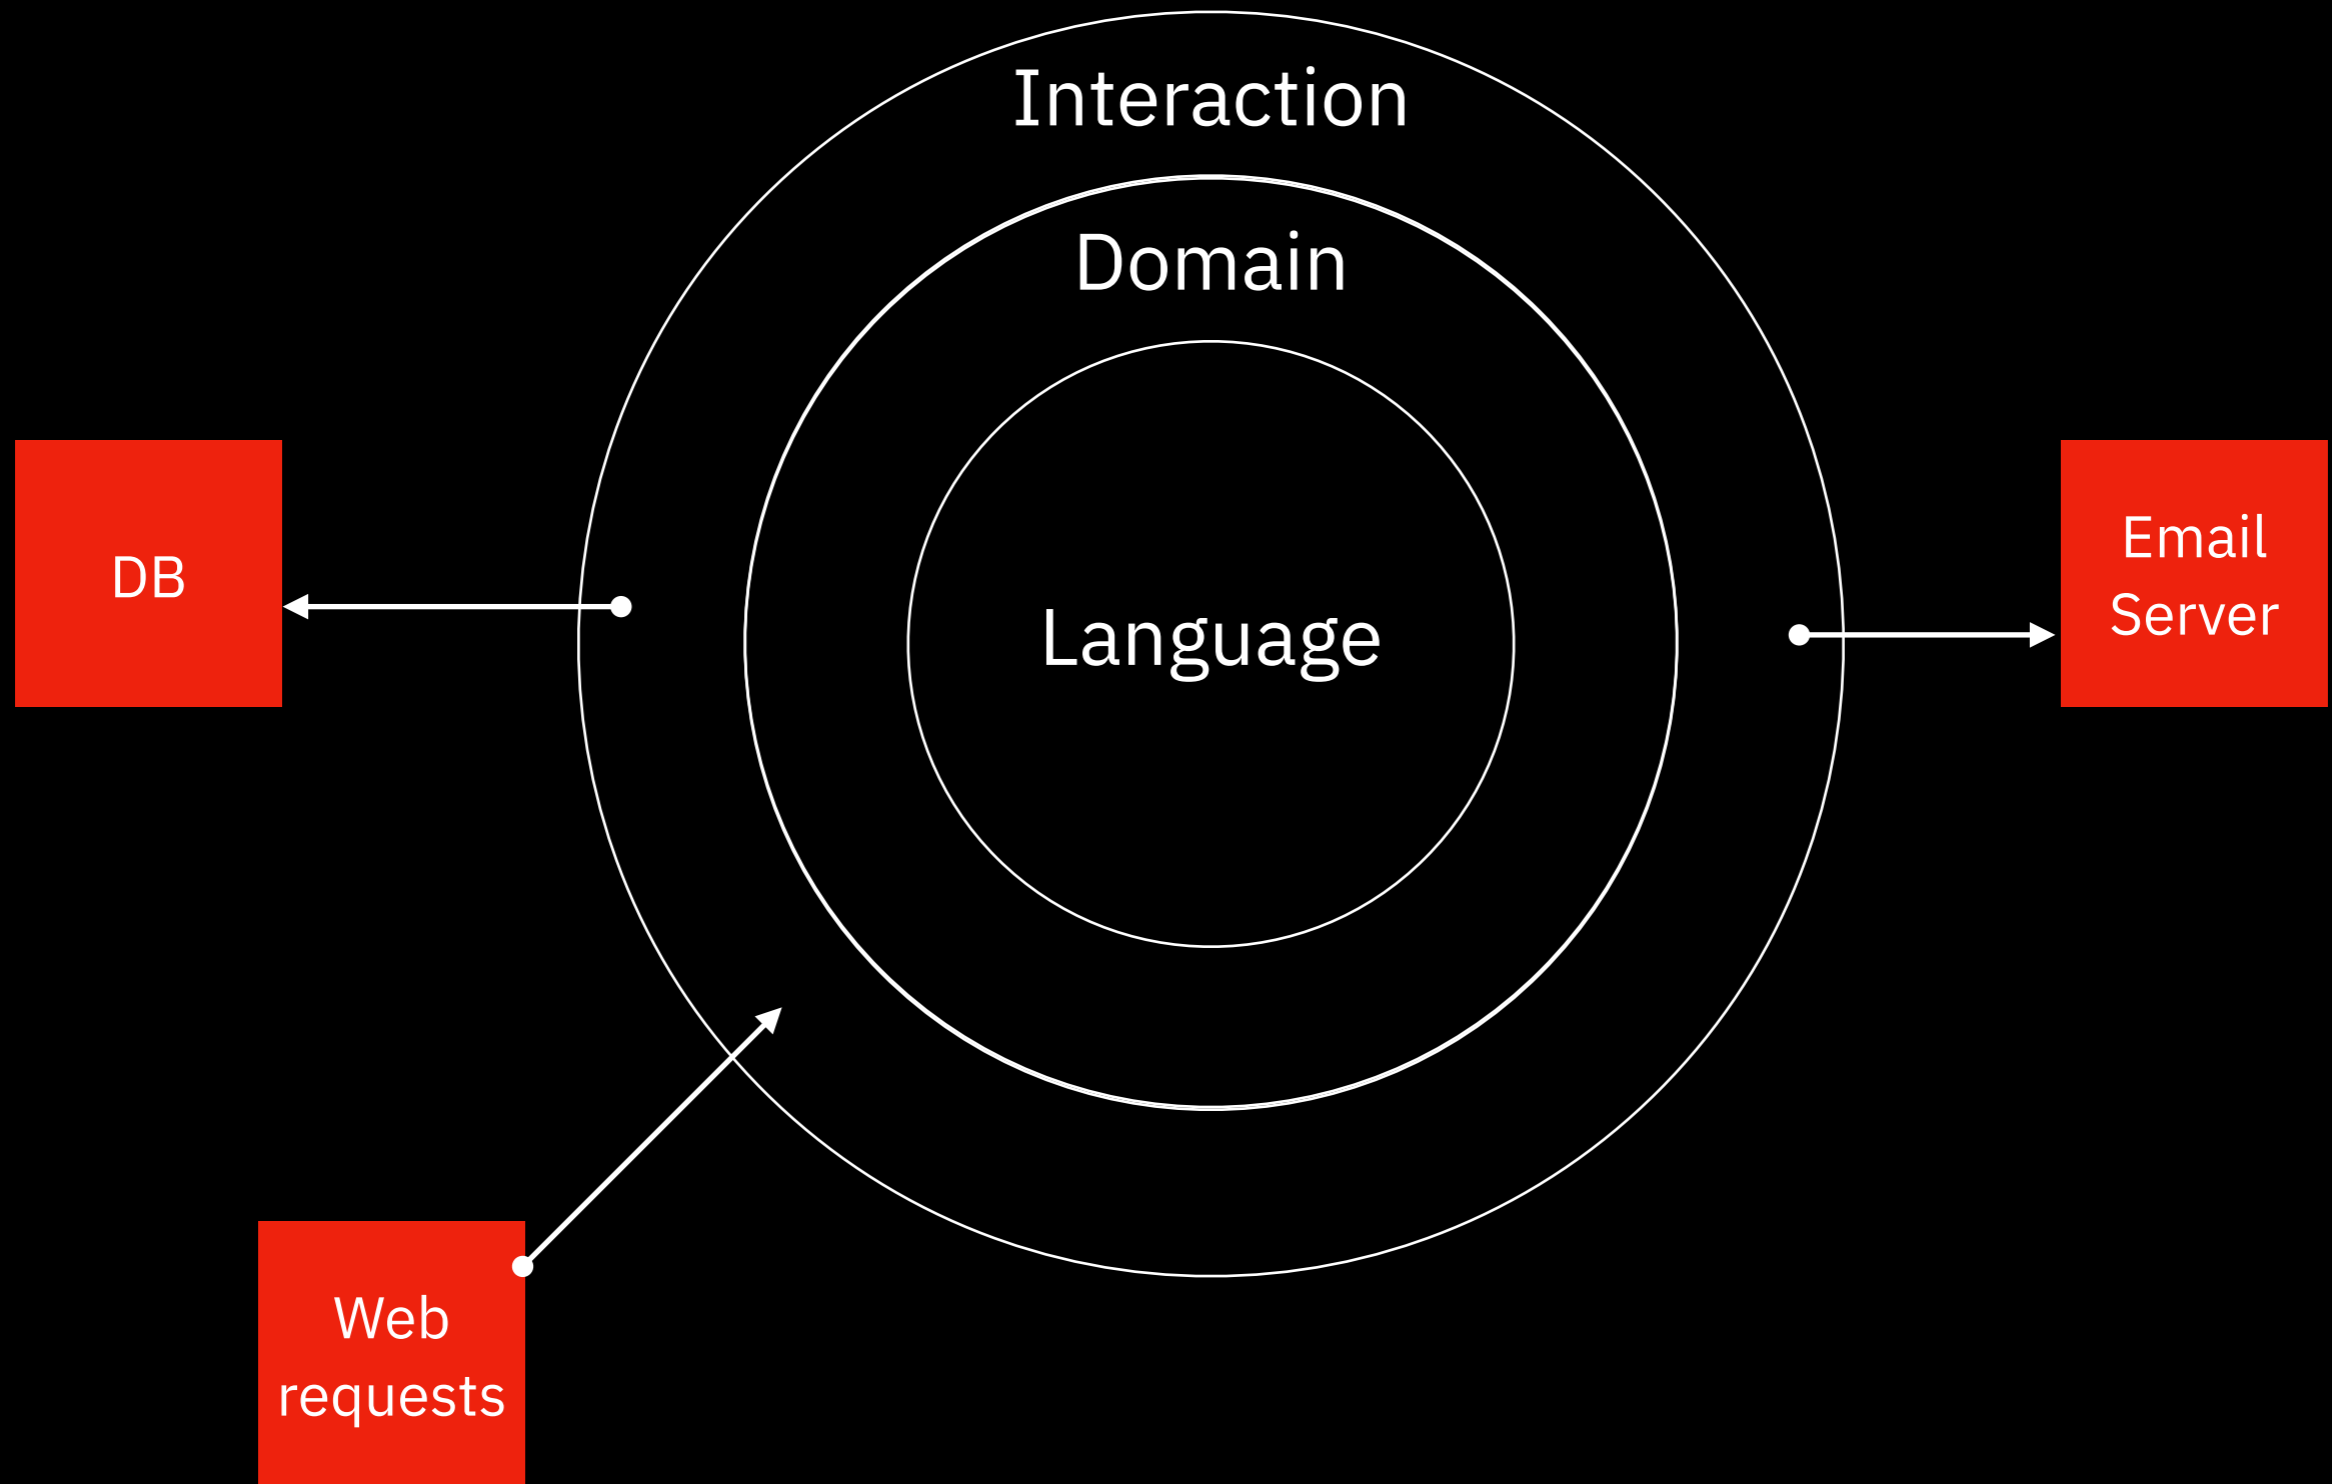 Interaction
Domain
Language
DB
Email
Server
Web
requests